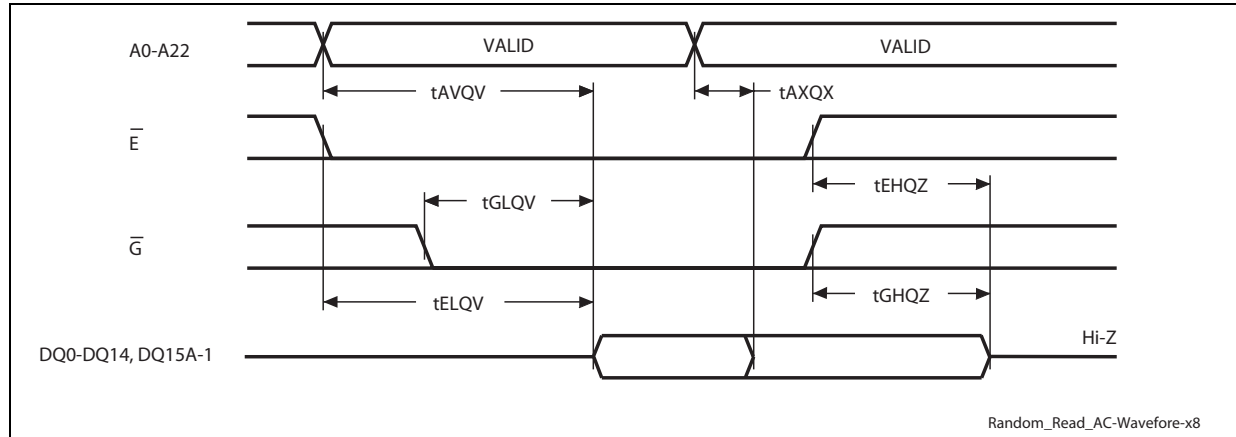 A0-A22
VALID
VALID
tAVQV
tAXQX
E̅
tEHQZ
tGLQV
G̅
tELQV
tGHQZ
DQ0-DQ14, DQ15A-1
Hi-Z
Random_Read_AC-Wavefore-x8